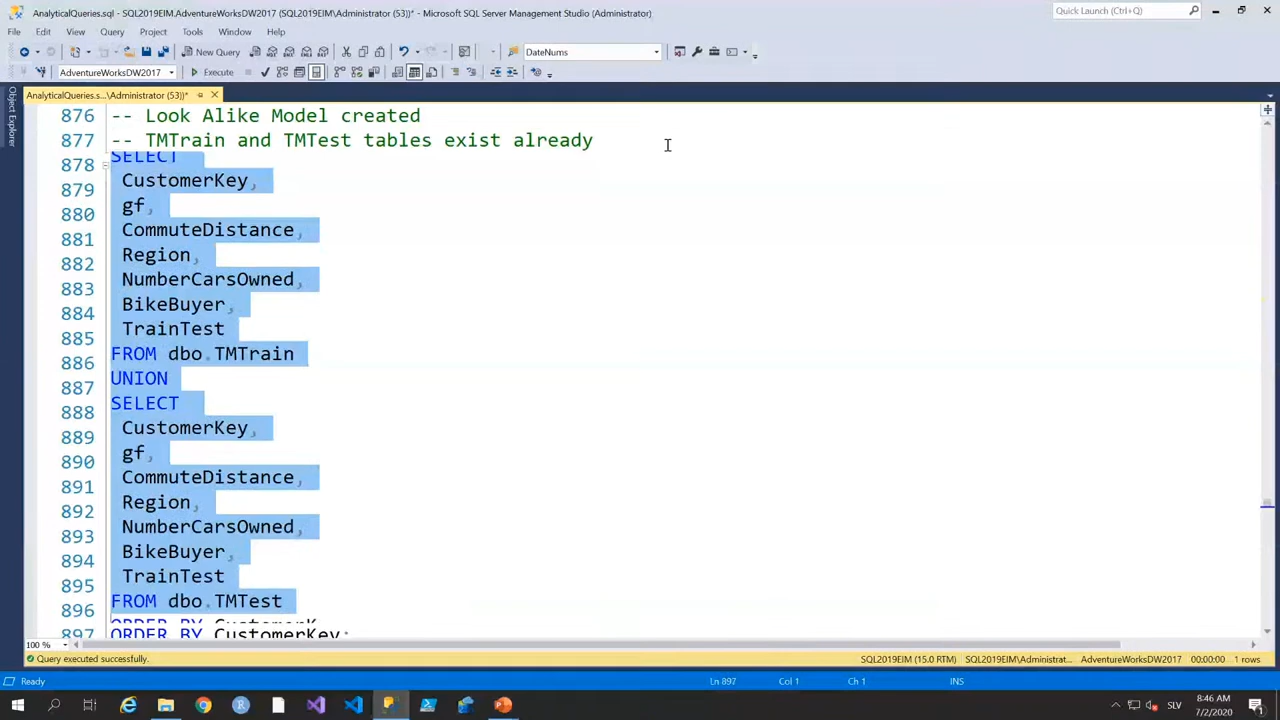 AnalyticalQueries.sql - SQL2019EIM.AdventureWorksDW2017 (SQL2019EIM\Administrator (53))* - Microsoft SQL Server Management Studio (Administrator)
Quick Launch (Ctrl+Q)
File Edit View Query Project Tools Window Help
New Query
DateNums
AdventureWorksDW2017
Execute
Object Explorer
AnalyticalQueries.s...\Administrator (53))*
876 -- Look Alike Model created
877 -- TMTrain and TMTest tables exist already
878 SELECT
879 CustomerKey,
880 gf,
881 CommuteDistance,
882 Region,
883 NumberCarsOwned,
884 BikeBuyer,
885 TrainTest
886 FROM dbo.TMTrain
887 UNION
888 SELECT
889 CustomerKey,
890 gf,
891 CommuteDistance,
892 Region,
893 NumberCarsOwned,
894 BikeBuyer,
895 TrainTest
896 FROM dbo.TMTest
897 ORDER BY CustomerKey;
100 %
Query executed successfully.
SQL2019EIM (15.0 RTM) SQL2019EIM\Administrat... AdventureWorksDW2017 00:00:00 1 rows
Ready Ln 897 Col 1 Ch 1 INS
SLV
8:46 AM
7/2/2020
1